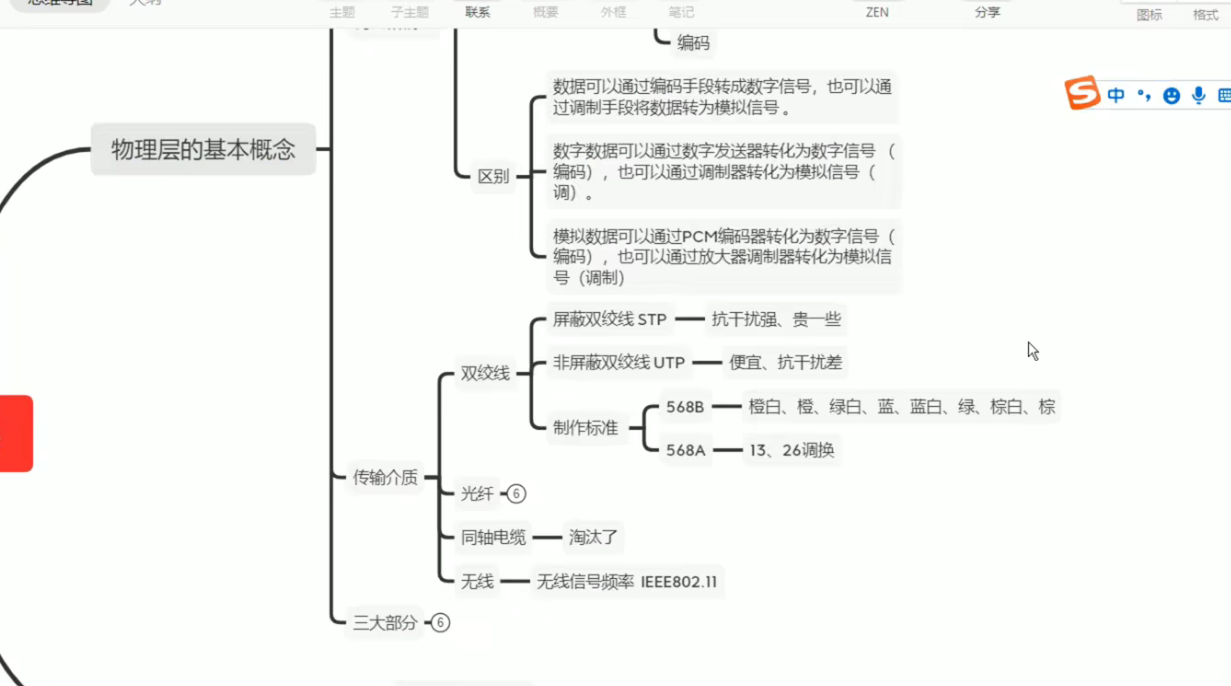 思维导图
大纲
主题
子主题
联系
概要
外框
笔记
ZEN
分享
图标
格式
编码
中
数据可以通过编码手段转成数字信号，也可以通
过调制手段将数据转为模拟信号。
物理层的基本概念
区别
数字数据可以通过数字发送器转化为数字信号（
编码），也可以通过调制器转化为模拟信号（
调）。
模拟数据可以通过PCM编码器转化为数字信号（
编码），也可以通过放大器调制器转化为模拟信
号（调制）
屏蔽双绞线 STP
抗干扰强、贵一些
双绞线
非屏蔽双绞线 UTP
便宜、抗干扰差
制作标准
568B
橙白、橙、绿白、蓝、蓝白、绿、棕白、棕
568A
13、26调换
传输介质
光纤
6
同轴电缆
淘汰了
无线
无线信号频率 IEEE802.11
三大部分
6